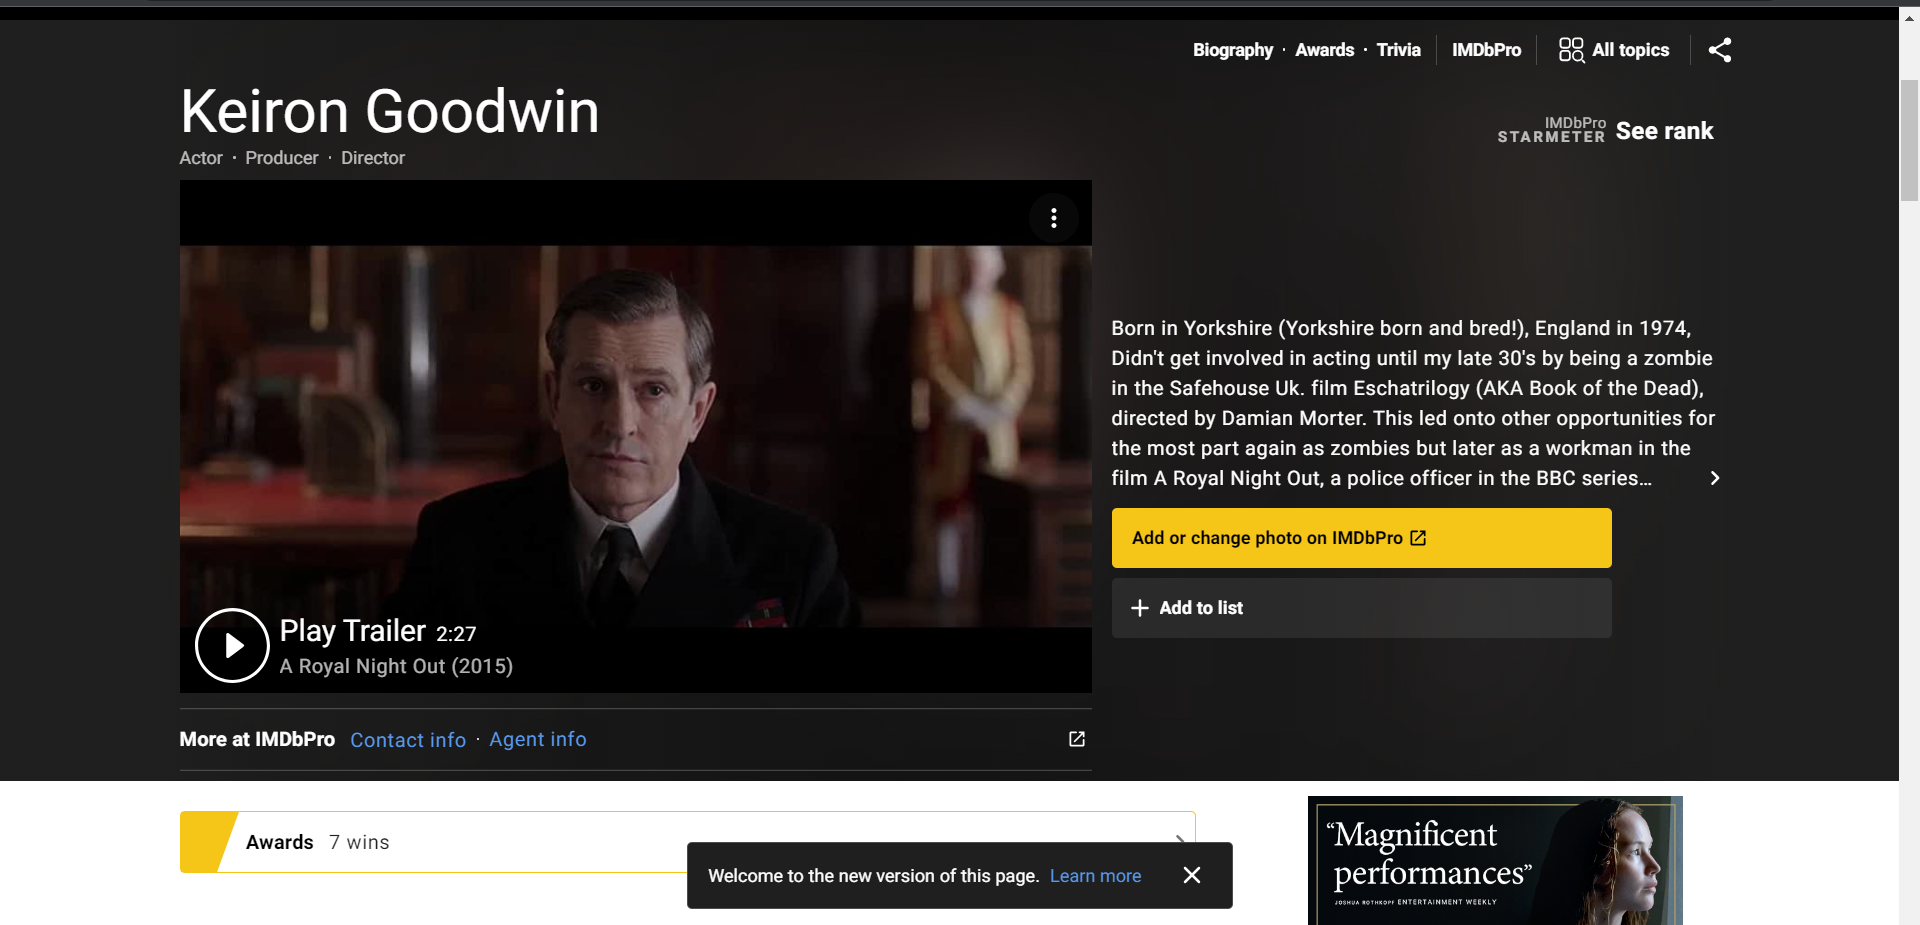 Biography · Awards · Trivia IMDbPro All topics
Keiron Goodwin
Actor · Producer · Director
IMDbPro
STARMETER See rank
Born in Yorkshire (Yorkshire born and bred!), England in 1974,
Didn't get involved in acting until my late 30's by being a zombie
in the Safehouse Uk. film Eschatrilogy (AKA Book of the Dead),
directed by Damian Morter. This led onto other opportunities for
the most part again as zombies but later as a workman in the
film A Royal Night Out, a police officer in the BBC series...
Add or change photo on IMDbPro
Add to list
Play Trailer 2:27
A Royal Night Out (2015)
More at IMDbPro Contact info · Agent info
Awards 7 wins
Welcome to the new version of this page. Learn more
“Magnificent
performances”
JOSHUA ROTHKOPF ENTERTAINMENT WEEKLY